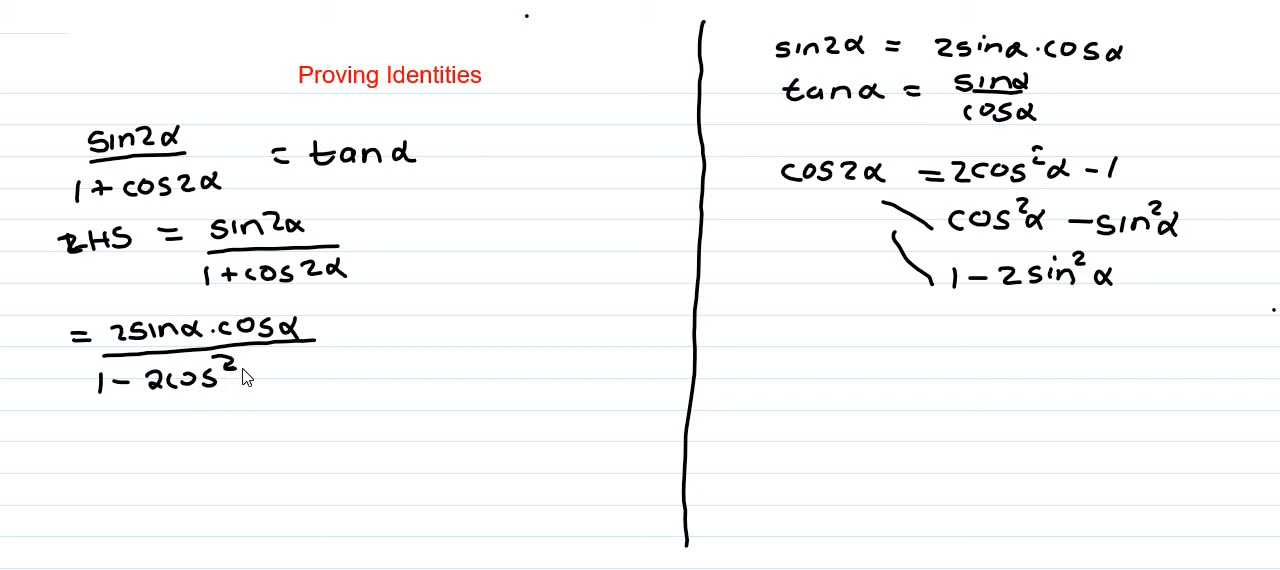 Proving Identities
sin2α / 1 + cos2α = tanα
LHS = sin2α / 1 + cos2α
= 2sinα·cosα / 1 - 2cos²
sin2α = 2sinα·cosα
tanα = sinα / cosα
cos2α = 2cos²α - 1
cos²α - sin²α
1 - 2sin²α